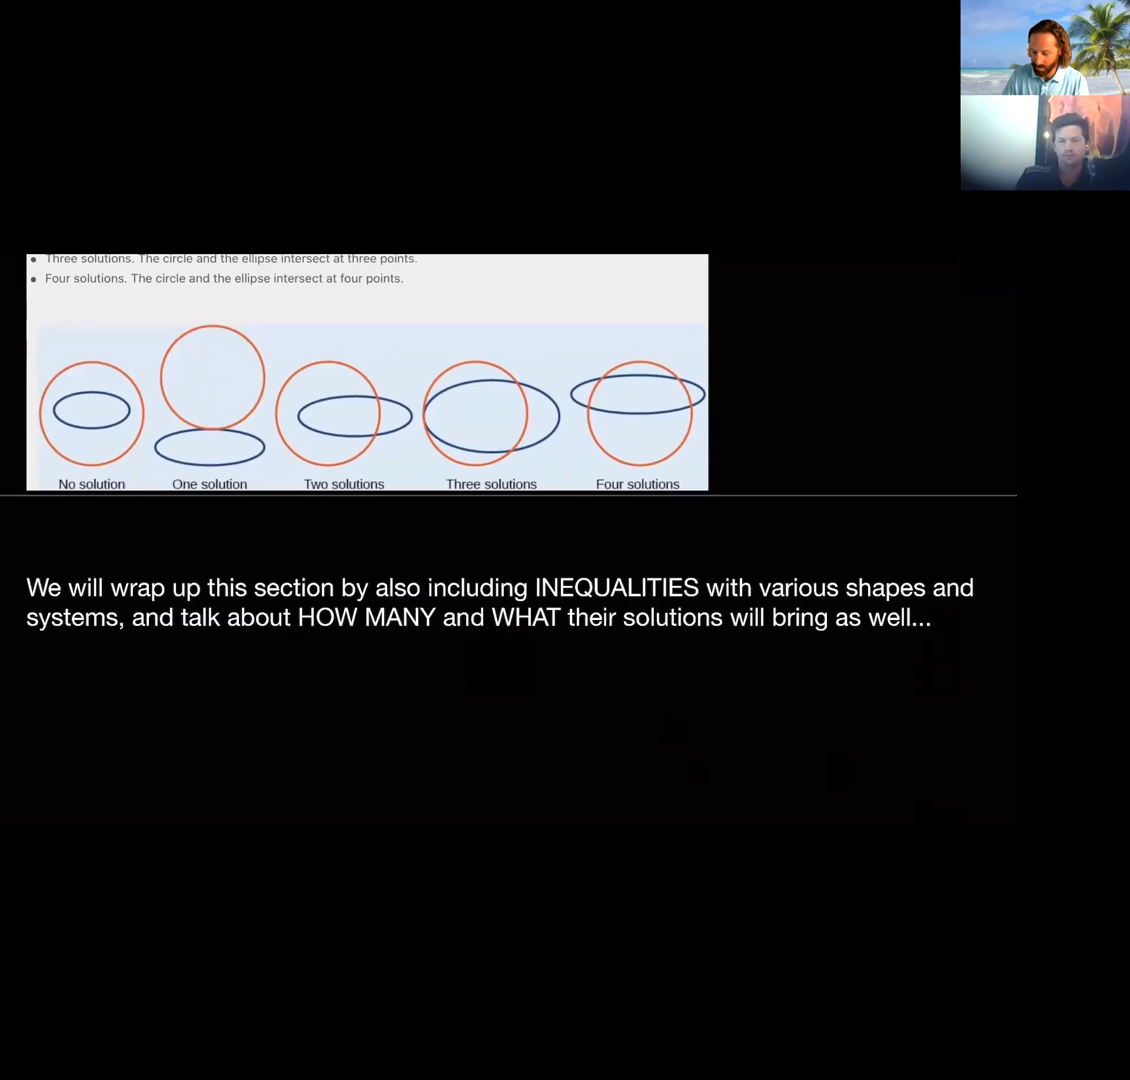 • Three solutions. The circle and the ellipse intersect at three points.
• Four solutions. The circle and the ellipse intersect at four points.
No solution One solution Two solutions Three solutions Four solutions
We will wrap up this section by also including INEQUALITIES with various shapes and
systems, and talk about HOW MANY and WHAT their solutions will bring as well...